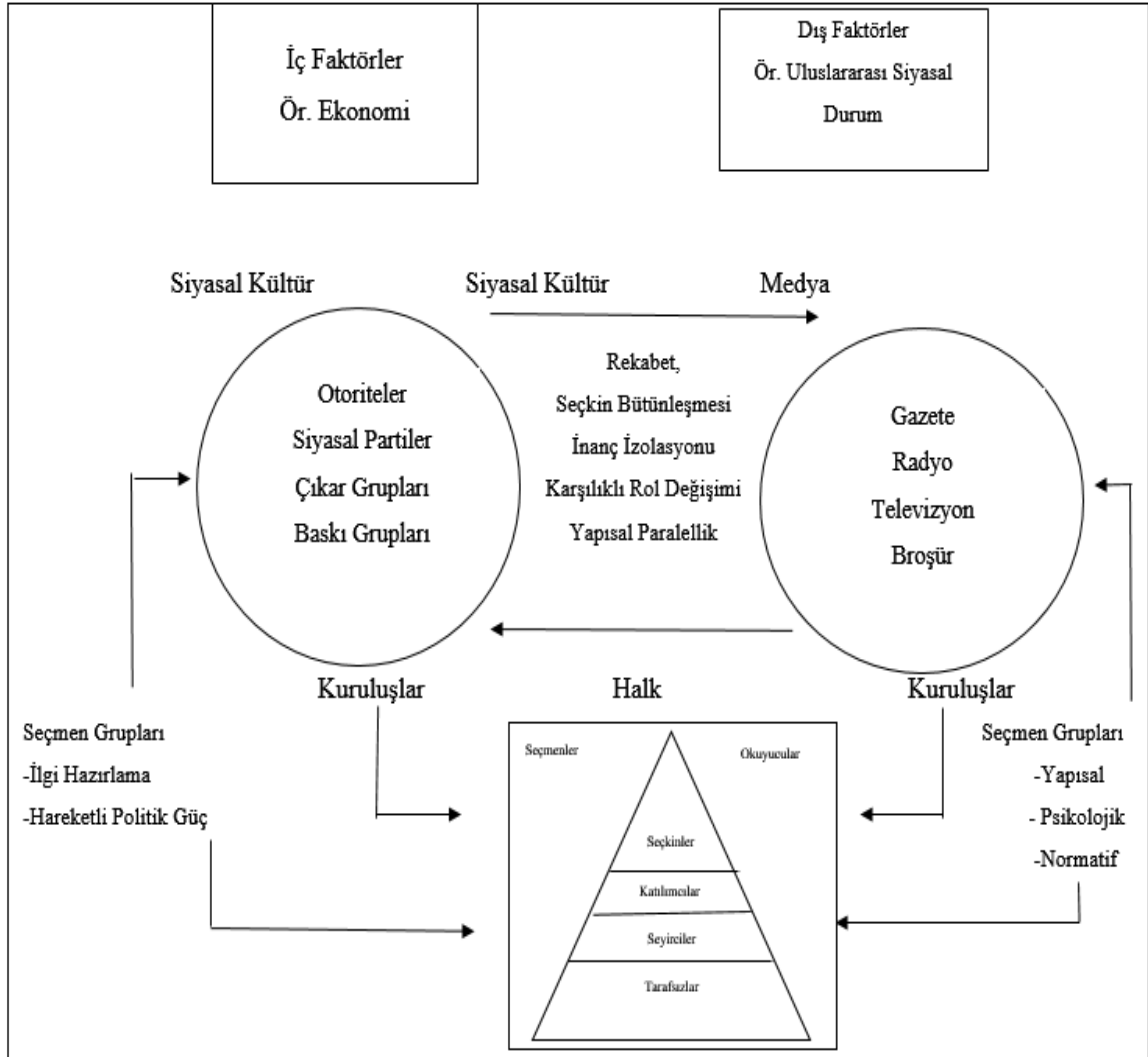 İç Faktörler
Ör. Ekonomi
Dış Faktörler
Ör. Uluslararası Siyasal
Durum
Siyasal Kültür
Siyasal Kültür
Medya
Otoriteler
Siyasal Partiler
Çıkar Grupları
Baskı Grupları
Rekabet,
Seçkin Bütünleşmesi
İnanç İzolasyonu
Karşılıklı Rol Değişimi
Yapısal Paralellik
Gazete
Radyo
Televizyon
Broşür
Kuruluşlar
Halk
Kuruluşlar
Seçmen Grupları
-İlgi Hazırlama
-Hareketli Politik Güç
Seçmenler
Okuyucular
Seçkinler
Katılımcılar
Seyirciler
Tarafsızlar
Seçmen Grupları
-Yapısal
- Psikolojik
-Normatif